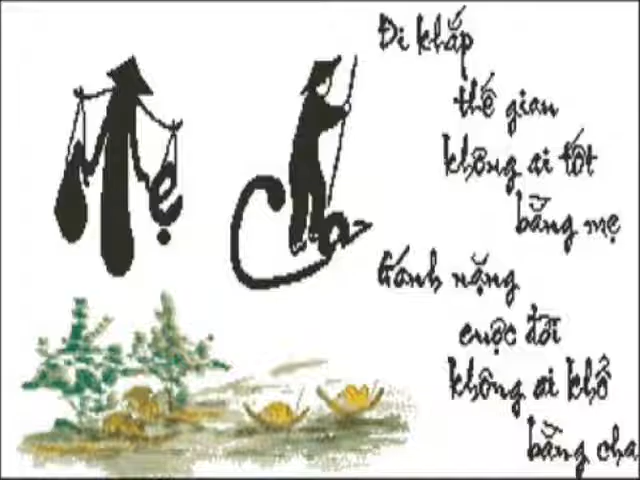 Mẹ Cha
Đi khắp
thế gian
không ai tốt
bằng mẹ
Gánh nặng
cuộc đời
không ai khổ
bằng cha